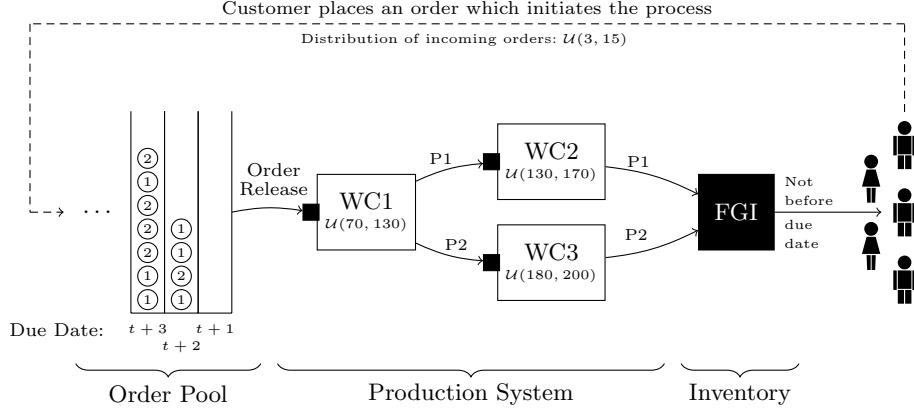 Customer places an order which initiates the process
Distribution of incoming orders: 𝒰(3, 15)
...
2
1
2
2
2
1
1
1
1
2
1
Order
Release
WC1
𝒰(70, 130)
P1
P2
WC2
𝒰(130, 170)
WC3
𝒰(180, 200)
P1
P2
FGI
Not
before
due
date
Due Date:
t + 3
t + 2
t + 1
Order Pool
Production System
Inventory